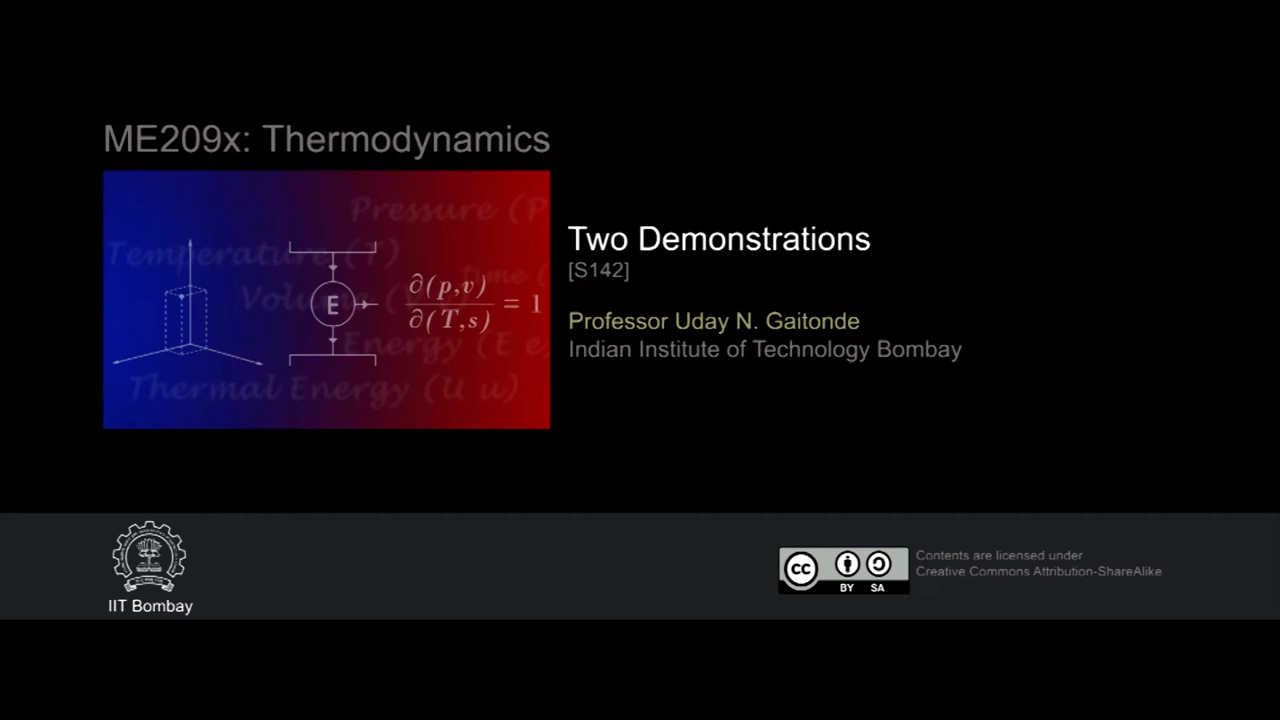 ME209x: Thermodynamics
Pressure (P
Temperature (T)
Energy (E e,
Thermal Energy (U u)
E
∂(p,v)
∂(T,s)
= 1
Two Demonstrations
[S142]
Professor Uday N. Gaitonde
Indian Institute of Technology Bombay
IIT Bombay
cc
BY SA
Contents are licensed under
Creative Commons Attribution-ShareAlike